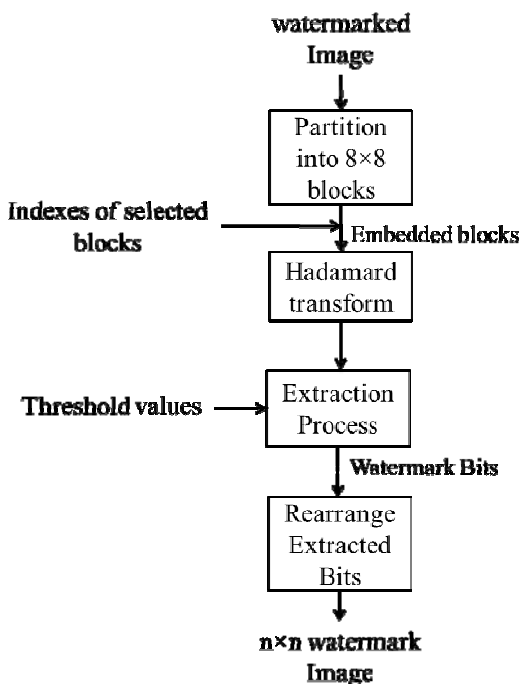 watermarked
Image
Partition
into 8×8
blocks
Indexes of selected
blocks
Embedded blocks
Hadamard
transform
Threshold values
Extraction
Process
Watermark Bits
Rearrange
Extracted
Bits
n×n watermark
Image